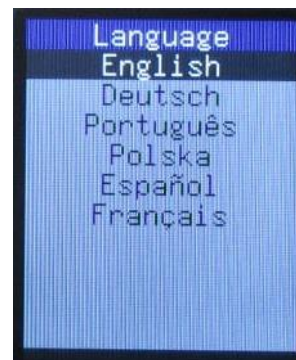 Language
English
Deutsch
Português
Polska
Español
Français